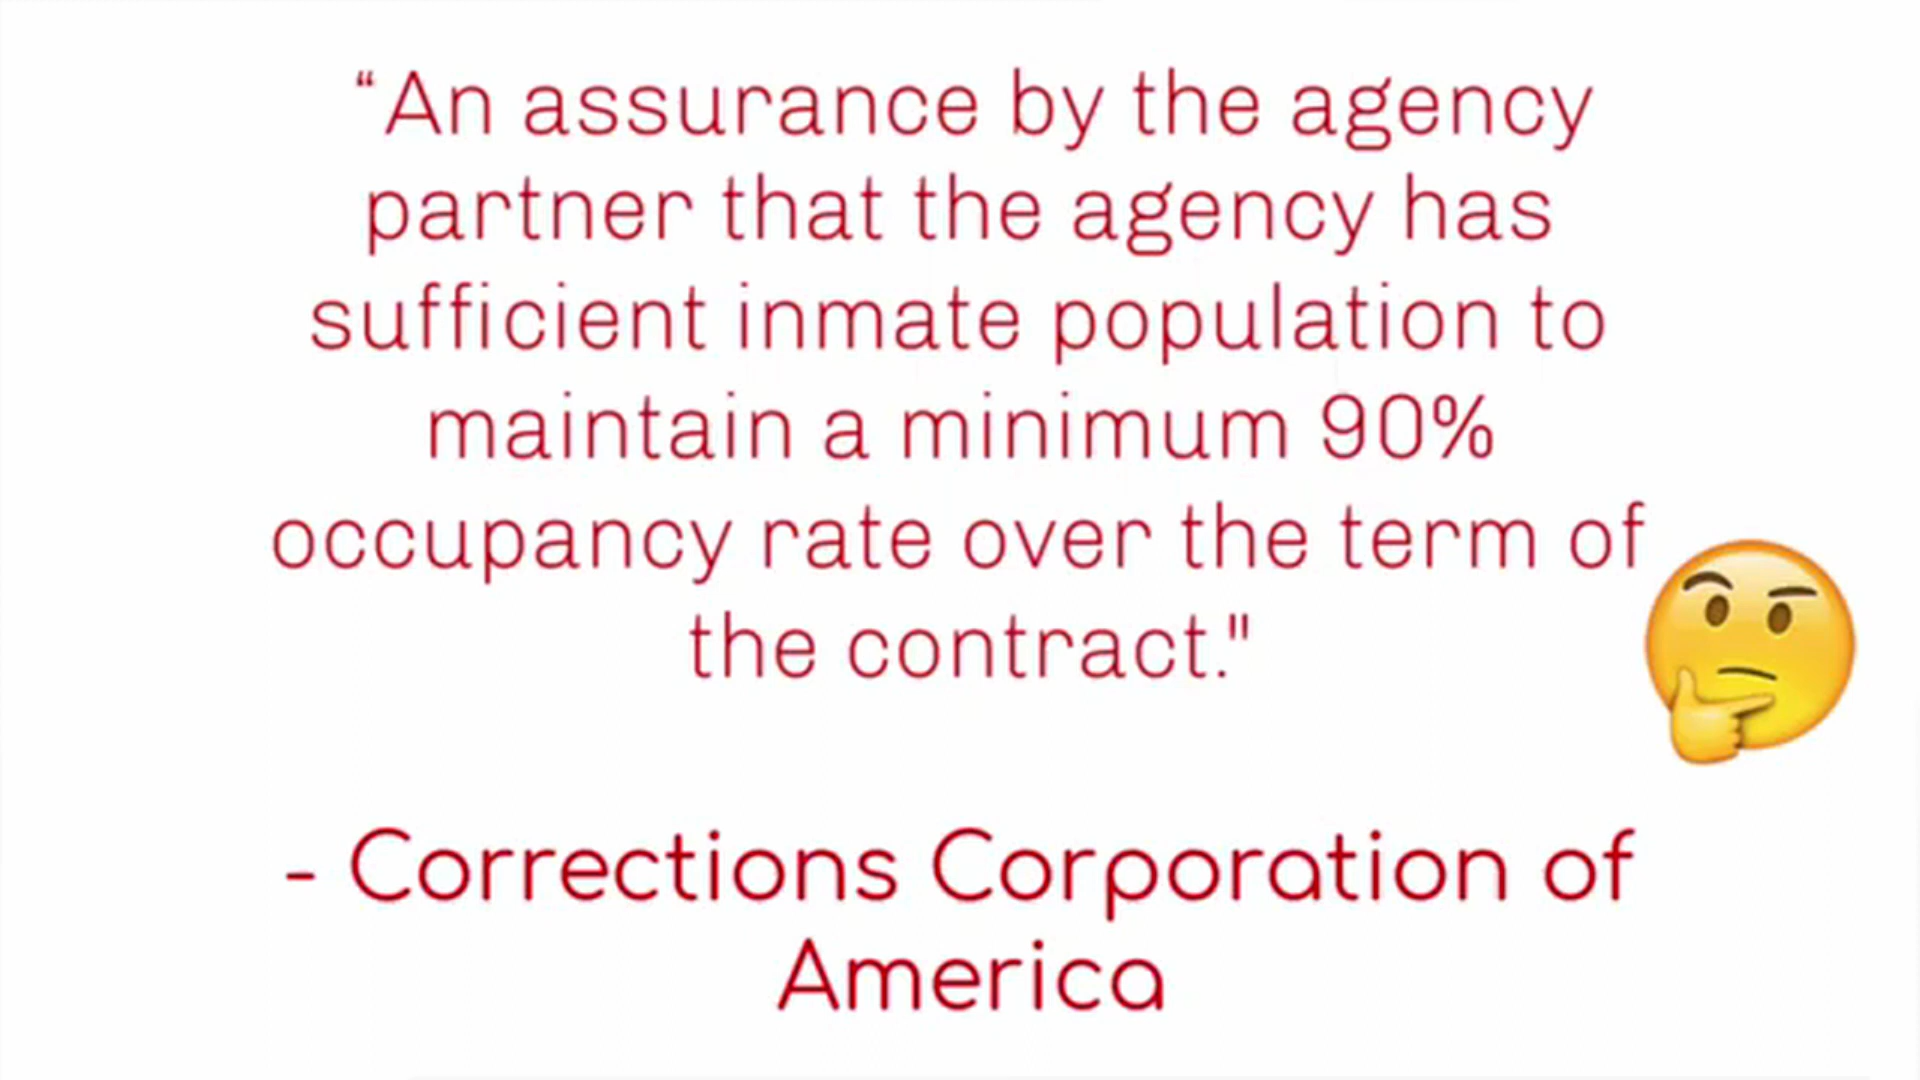 “An assurance by the agency
partner that the agency has
sufficient inmate population to
maintain a minimum 90%
occupancy rate over the term of
the contract."
- Corrections Corporation of
America